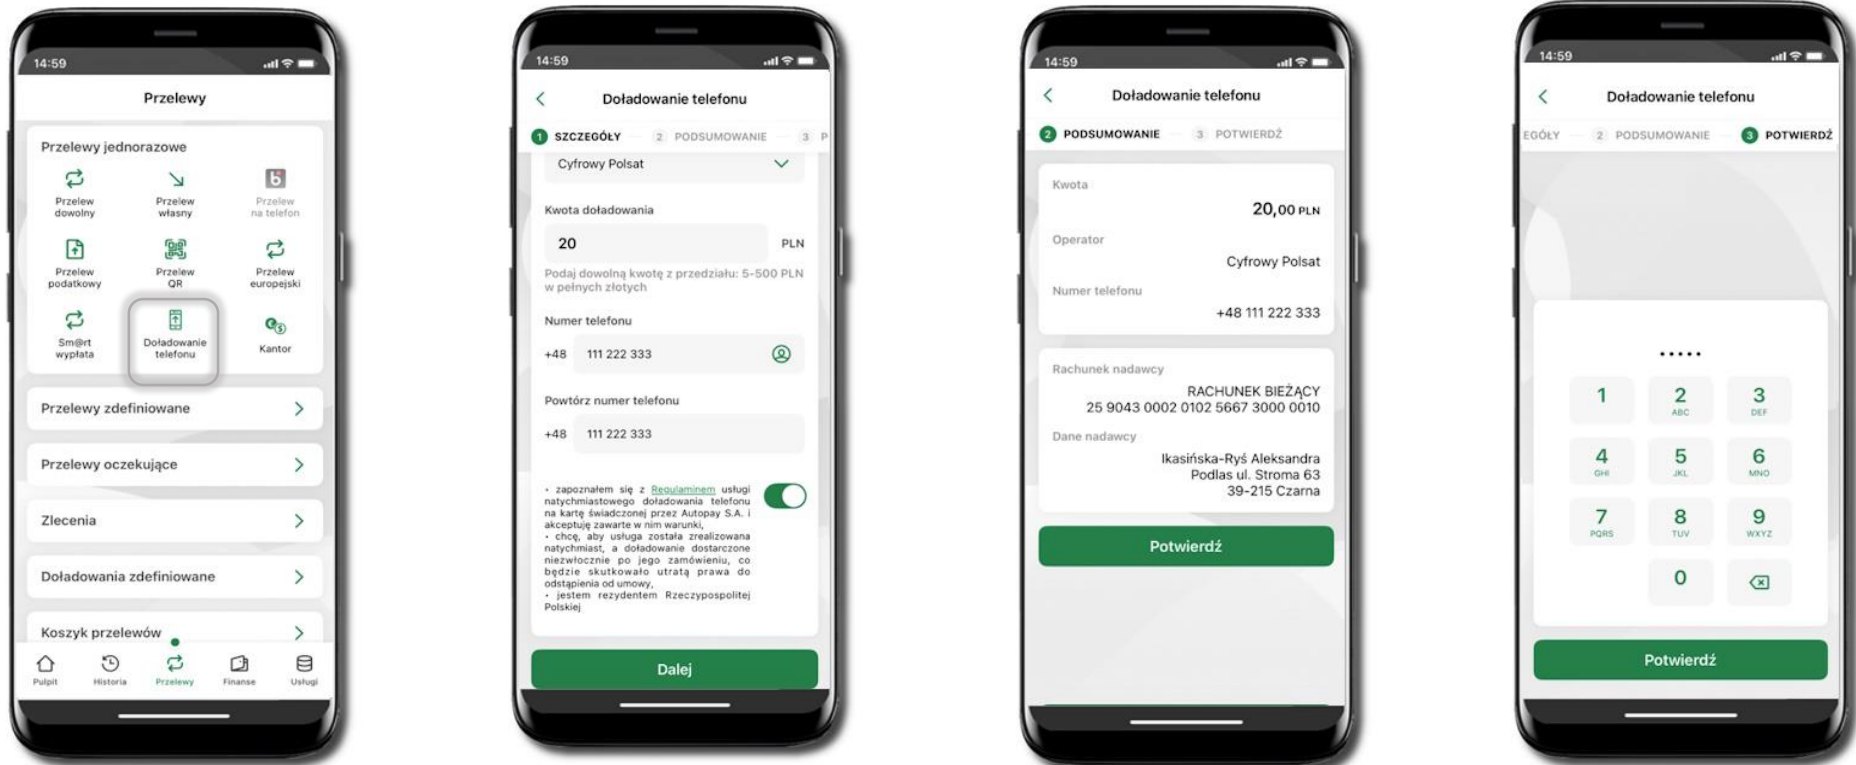 14:59
Przelewy
Przelewy jednorazowe
Przelew
dowolny
Przelew
własny
Przelew
na telefon
Przelew
podatkowy
Przelew
QR
Przelew
europejski
Sm@rt
wypłata
Doładowanie
telefonu
Kantor
Przelewy zdefiniowane
Przelewy oczekujące
Zlecenia
Doładowania zdefiniowane
Koszyk przelewów
Pulpit Historia Przelewy Finanse Usługi
14:59
Doładowanie telefonu
1 SZCZEGÓŁY 2 PODSUMOWANIE 3 P
Cyfrowy Polsat
Kwota doładowania
20 PLN
Podaj dowolną kwotę z przedziału: 5-500 PLN
w pełnych złotych
Numer telefonu
+48 111 222 333
Powtórz numer telefonu
+48 111 222 333
• zapoznałem się z Regulaminem usługi
natychmiastowego doładowania telefonu
na kartę świadczonej przez Autopay S.A. i
akceptuję zawarte w nim warunki,
• chcę, aby usługa została zrealizowana
natychmiast, a doładowanie dostarczone
niezwłocznie po jego zamówieniu, co
będzie skutkowało utratą prawa do
odstąpienia od umowy,
• jestem rezydentem Rzeczypospolitej
Polskiej
Dalej
14:59
Doładowanie telefonu
2 PODSUMOWANIE 3 POTWIERDŹ
Kwota
20,00 PLN
Operator
Cyfrowy Polsat
Numer telefonu
+48 111 222 333
Rachunek nadawcy
RACHUNEK BIEŻĄCY
25 9043 0002 0102 5667 3000 0010
Dane nadawcy
Ikasińska-Ryś Aleksandra
Podlas ul. Stroma 63
39-215 Czarna
Potwierdź
14:59
Doładowanie telefonu
EGÓŁY 2 PODSUMOWANIE 3 POTWIERDŹ
•••••
1 2 3
ABC DEF
4 5 6
GHI JKL MNO
7 8 9
PQRS TUV WXYZ
0
Potwierdź